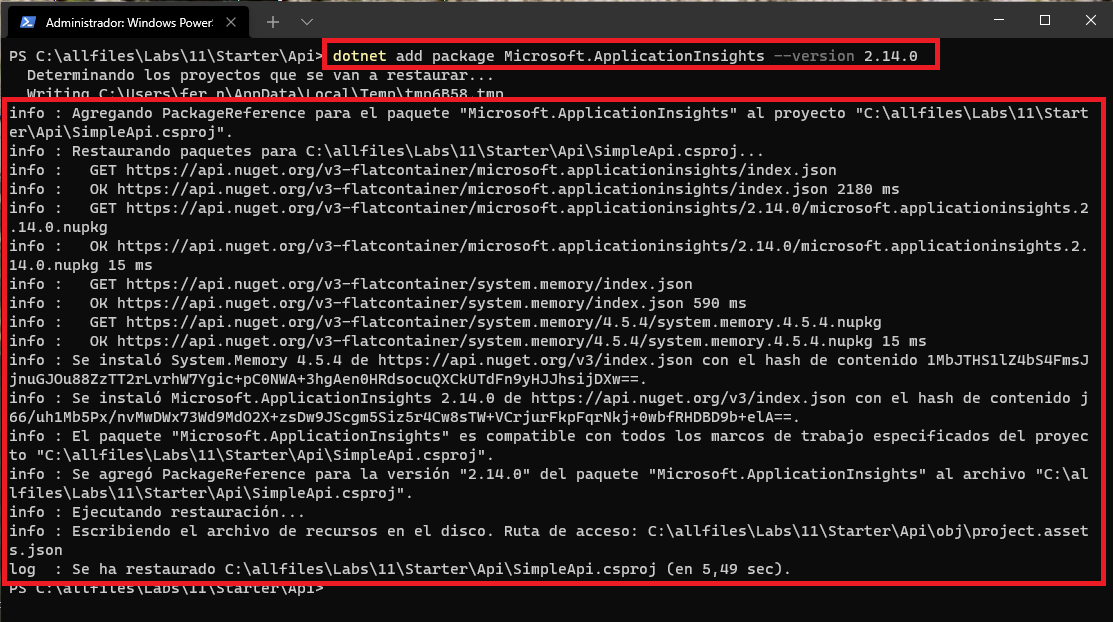 Administrador: Windows Power
PS C:\allfiles\Labs\11\Starter\Api> dotnet add package Microsoft.ApplicationInsights --version 2.14.0
Determinando los proyectos que se van a restaurar...
Writing C:\Users\fer_n\AppData\Local\Temp\tmp6B58.tmp
info : Agregando PackageReference para el paquete "Microsoft.ApplicationInsights" al proyecto "C:\allfiles\Labs\11\Start
er\Api\SimpleApi.csproj".
info : Restaurando paquetes para C:\allfiles\Labs\11\Starter\Api\SimpleApi.csproj...
info :   GET https://api.nuget.org/v3-flatcontainer/microsoft.applicationinsights/index.json
info :   OK https://api.nuget.org/v3-flatcontainer/microsoft.applicationinsights/index.json 2180 ms
info :   GET https://api.nuget.org/v3-flatcontainer/microsoft.applicationinsights/2.14.0/microsoft.applicationinsights.2
.14.0.nupkg
info :   OK https://api.nuget.org/v3-flatcontainer/microsoft.applicationinsights/2.14.0/microsoft.applicationinsights.2.
14.0.nupkg 15 ms
info :   GET https://api.nuget.org/v3-flatcontainer/system.memory/index.json
info :   OK https://api.nuget.org/v3-flatcontainer/system.memory/index.json 590 ms
info :   GET https://api.nuget.org/v3-flatcontainer/system.memory/4.5.4/system.memory.4.5.4.nupkg
info :   OK https://api.nuget.org/v3-flatcontainer/system.memory/4.5.4/system.memory.4.5.4.nupkg 15 ms
info : Se instaló System.Memory 4.5.4 de https://api.nuget.org/v3/index.json con el hash de contenido 1MbJTHS1lZ4bS4FmsJ
jnuGJOu88ZzTT2rLvrhW7Ygic+pC0NWA+3hgAen0HRdsocuQXCkUTdFn9yHJJhsijDXw==.
info : Se instaló Microsoft.ApplicationInsights 2.14.0 de https://api.nuget.org/v3/index.json con el hash de contenido j
66/uh1Mb5Px/nvMwDWx73Wd9MdO2X+zsDw9JScgm5Siz5r4Cw8sTW+VCrjurFkpFqrNkj+0wbfRHDBD9b+elA==.
info : El paquete "Microsoft.ApplicationInsights" es compatible con todos los marcos de trabajo especificados del proyec
to "C:\allfiles\Labs\11\Starter\Api\SimpleApi.csproj".
info : Se agregó PackageReference para la versión "2.14.0" del paquete "Microsoft.ApplicationInsights" al archivo "C:\al
lfiles\Labs\11\Starter\Api\SimpleApi.csproj".
info : Ejecutando restauración...
info : Escribiendo el archivo de recursos en el disco. Ruta de acceso: C:\allfiles\Labs\11\Starter\Api\obj\project.asset
s.json
log  : Se ha restaurado C:\allfiles\Labs\11\Starter\Api\SimpleApi.csproj (en 5,49 sec).
PS C:\allfiles\Labs\11\Starter\Api>